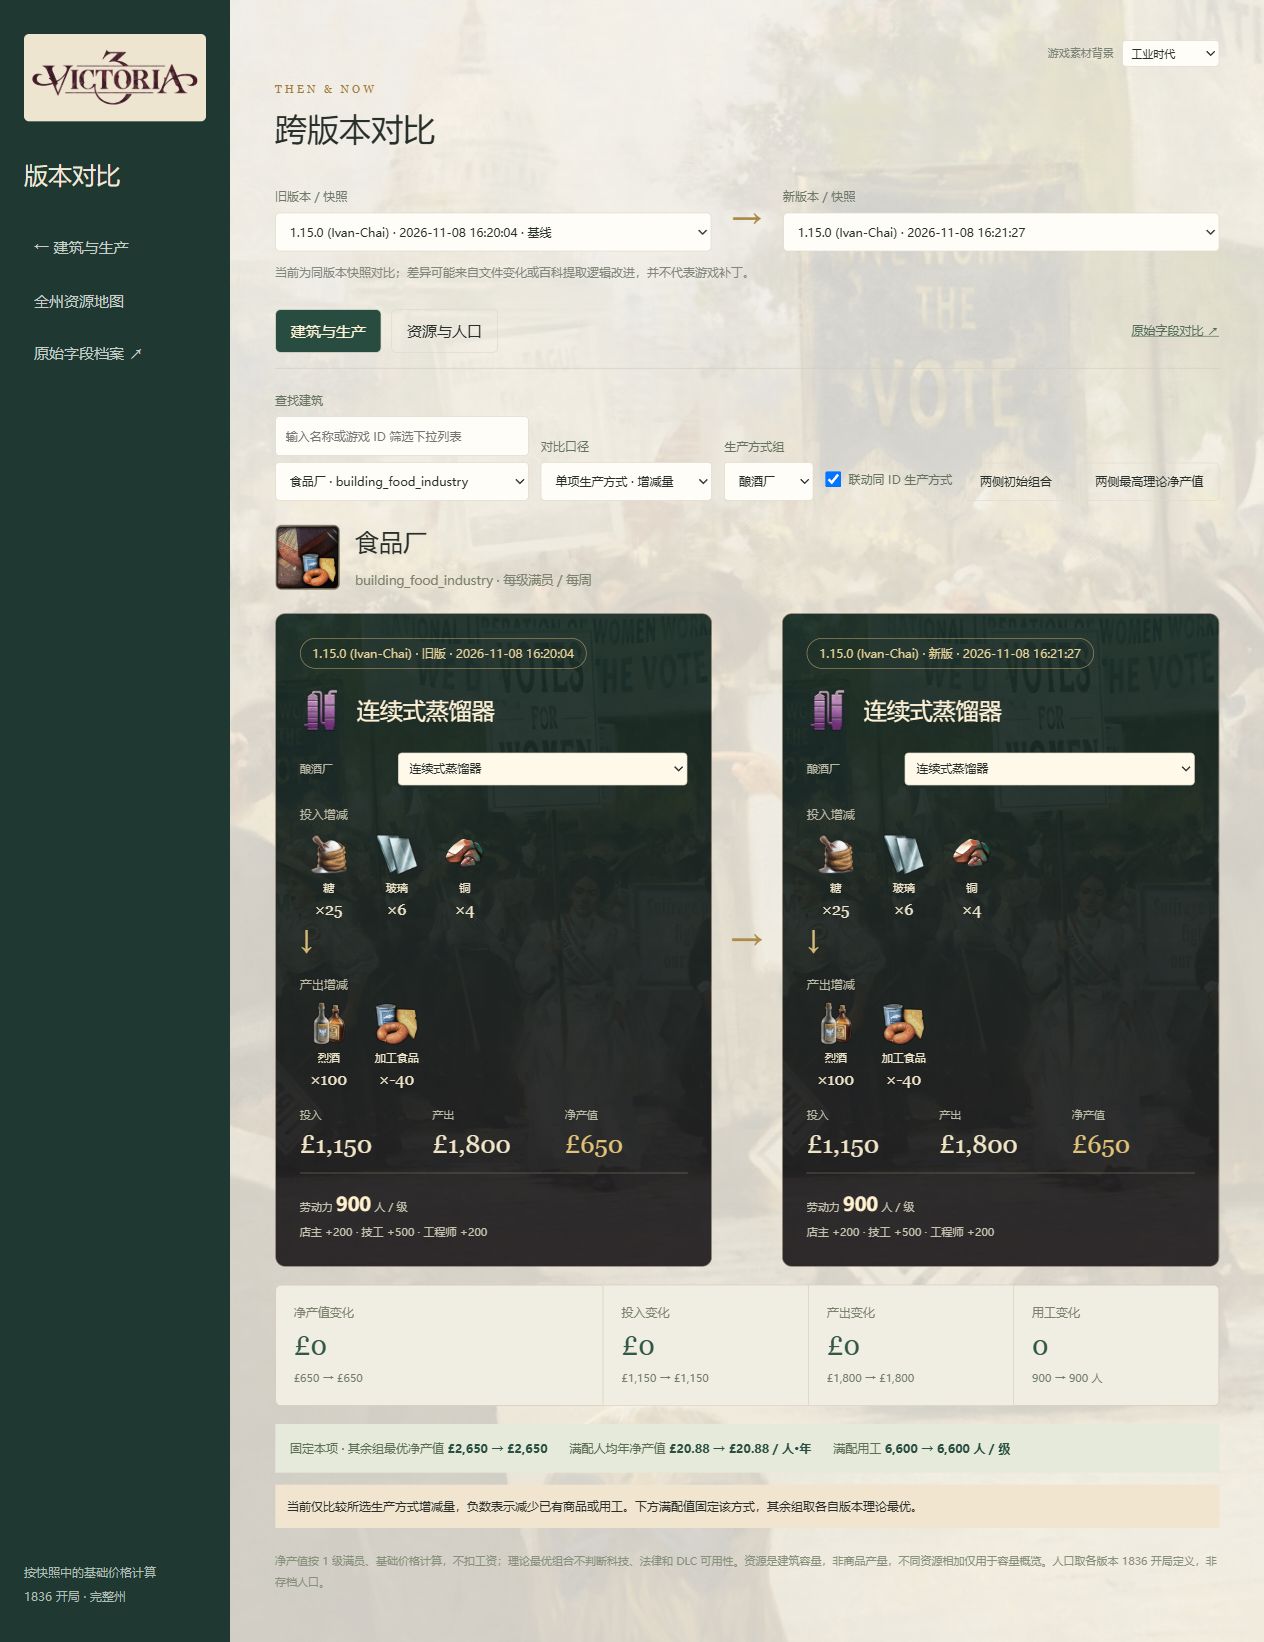 VICTORIA
3
版本对比
← 建筑与生产
全州资源地图
原始字段档案 ↗
按快照中的基础价格计算
1836 开局 · 完整州
游戏素材背景 工业时代
THEN & NOW
跨版本对比
旧版本 / 快照
1.15.0 (Ivan-Chai) · 2026-11-08 16:20:04 · 基线
→
新版本 / 快照
1.15.0 (Ivan-Chai) · 2026-11-08 16:21:27
当前为同版本快照对比；差异可能来自文件变化或百科提取逻辑改进，并不代表游戏补丁。
建筑与生产 资源与人口 原始字段对比 ↗
查找建筑
输入名称或游戏 ID 筛选下拉列表
食品厂 · building_food_industry
对比口径
单项生产方式 · 增减量
生产方式组
酿酒厂
联动同 ID 生产方式 两侧初始组合 两侧最高理论净产值
食品厂
building_food_industry · 每级满员 / 每周
1.15.0 (Ivan-Chai) · 旧版 · 2026-11-08 16:20:04
连续式蒸馏器
酿酒厂 连续式蒸馏器
投入增减
糖 玻璃 铜
×25 ×6 ×4
↓
产出增减
烈酒 加工食品
×100 ×-40
投入 产出 净产值
£1,150 £1,800 £650
劳动力 900 人 / 级
店主 +200 · 技工 +500 · 工程师 +200
→
1.15.0 (Ivan-Chai) · 新版 · 2026-11-08 16:21:27
连续式蒸馏器
酿酒厂 连续式蒸馏器
投入增减
糖 玻璃 铜
×25 ×6 ×4
↓
产出增减
烈酒 加工食品
×100 ×-40
投入 产出 净产值
£1,150 £1,800 £650
劳动力 900 人 / 级
店主 +200 · 技工 +500 · 工程师 +200
净产值变化
£0
£650 → £650
投入变化
£0
£1,150 → £1,150
产出变化
£0
£1,800 → £1,800
用工变化
0
900 → 900 人
固定本项 · 其余组最优净产值 £2,650 → £2,650 满配人均年净产值 £20.88 → £20.88 / 人·年 满配用工 6,600 → 6,600 人 / 级
当前仅比较所选生产方式增减量，负数表示减少已有商品或用工。下方满配值固定该方式，其余组取各自版本理论最优。
净产值按 1 级满员、基础价格计算，不扣工资；理论最优组合不判断科技、法律和 DLC 可用性。资源是建筑容量，非商品产量，不同资源相加仅用于容量概览。人口取各版本 1836 开局定义，非
存档人口。
THE
VOTE